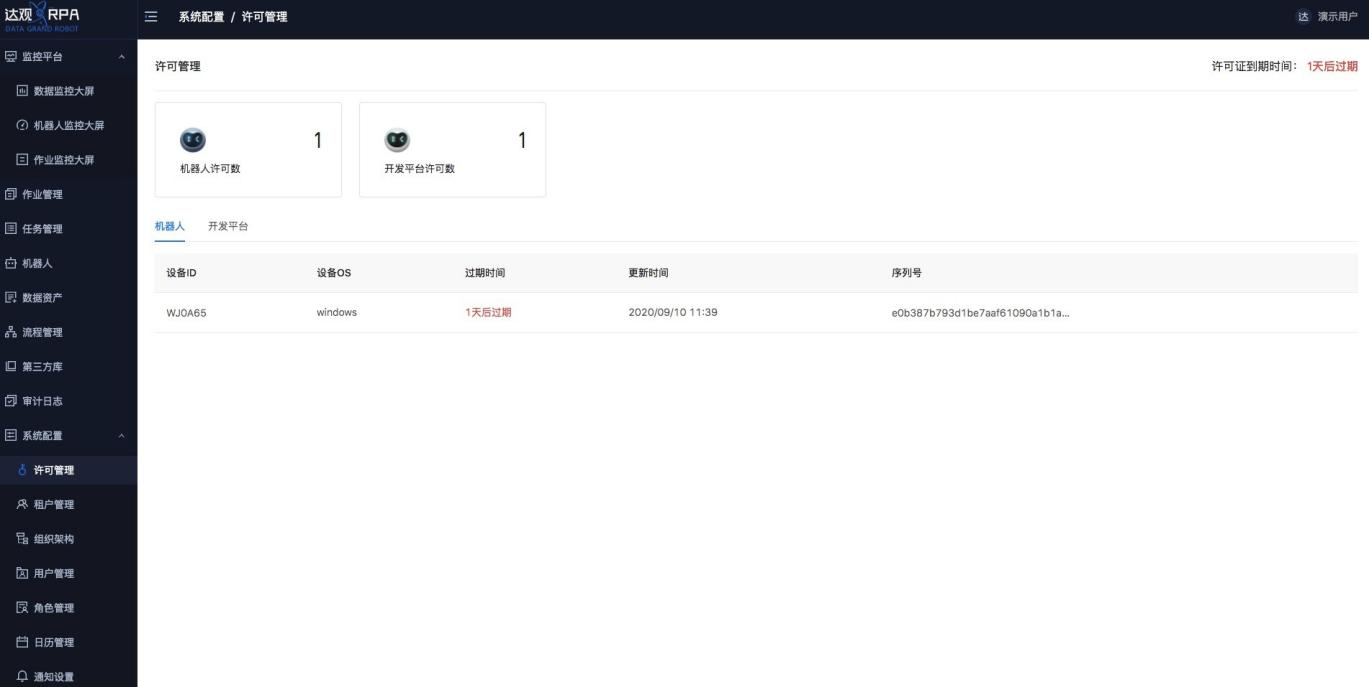 达观RPA
DATA GRAND ROBOT
系统配置 / 许可管理
达 演示用户
监控平台
数据监控大屏
机器人监控大屏
作业监控大屏
作业管理
任务管理
机器人
数据资产
流程管理
第三方库
审计日志
系统配置
许可管理
租户管理
组织架构
用户管理
角色管理
日历管理
通知设置
许可管理
许可证到期时间： 1天后过期
1
机器人许可数
1
开发平台许可数
机器人 开发平台
设备ID 设备OS 过期时间 更新时间 序列号
WJ0A65 windows 1天后过期 2020/09/10 11:39 e0b387b793d1be7aaf61090a1b1a...